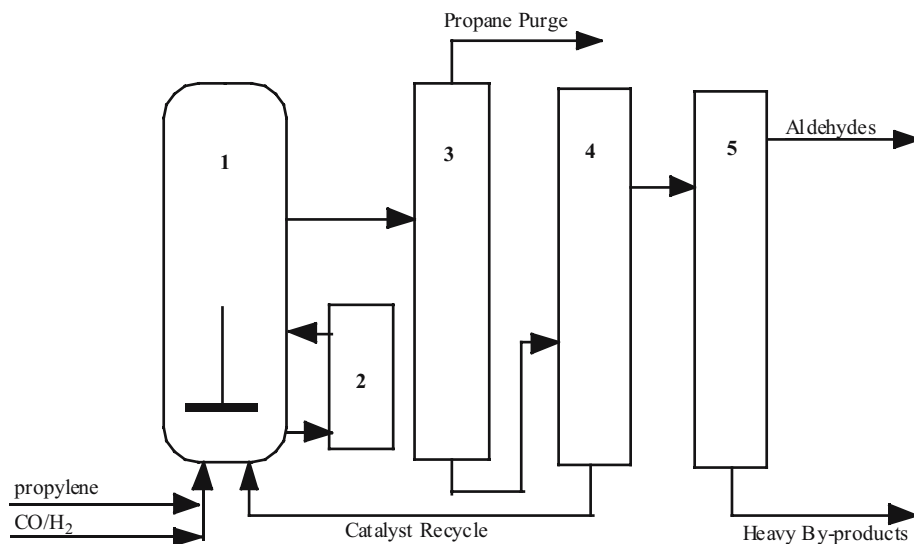 Propane Purge
1
3
4
5
Aldehydes
2
propylene
CO/H₂
Catalyst Recycle
Heavy By-products